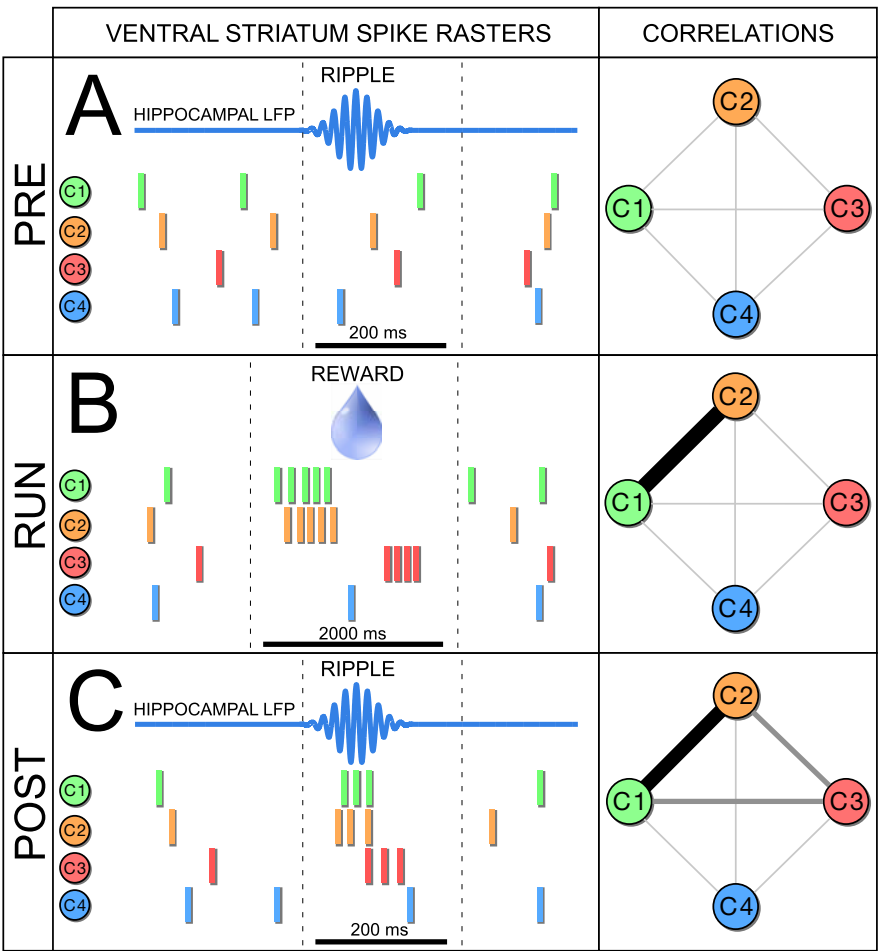 VENTRAL STRIATUM SPIKE RASTERS
CORRELATIONS
PRE
A
RIPPLE
HIPPOCAMPAL LFP
C1
C2
C3
C4
200 ms
C2
C1
C3
C4
RUN
B
REWARD
C1
C2
C3
C4
2000 ms
C2
C1
C3
C4
POST
C
RIPPLE
HIPPOCAMPAL LFP
C1
C2
C3
C4
200 ms
C2
C1
C3
C4